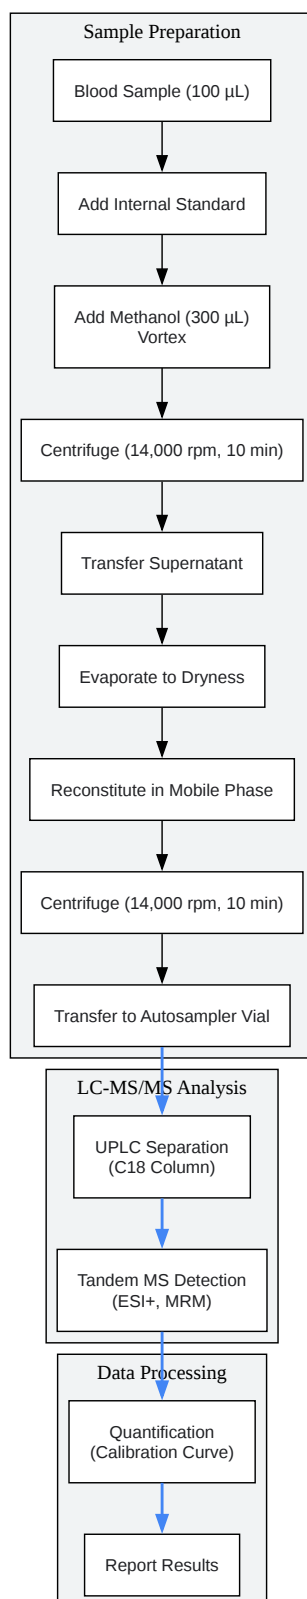 Sample Preparation
Blood Sample (100 µL)
Add Internal Standard
Add Methanol (300 µL)
Vortex
Centrifuge (14,000 rpm, 10 min)
Transfer Supernatant
Evaporate to Dryness
Reconstitute in Mobile Phase
Centrifuge (14,000 rpm, 10 min)
Transfer to Autosampler Vial
LC-MS/MS Analysis
UPLC Separation
(C18 Column)
Tandem MS Detection
(ESI+, MRM)
Data Processing
Quantification
(Calibration Curve)
Report Results